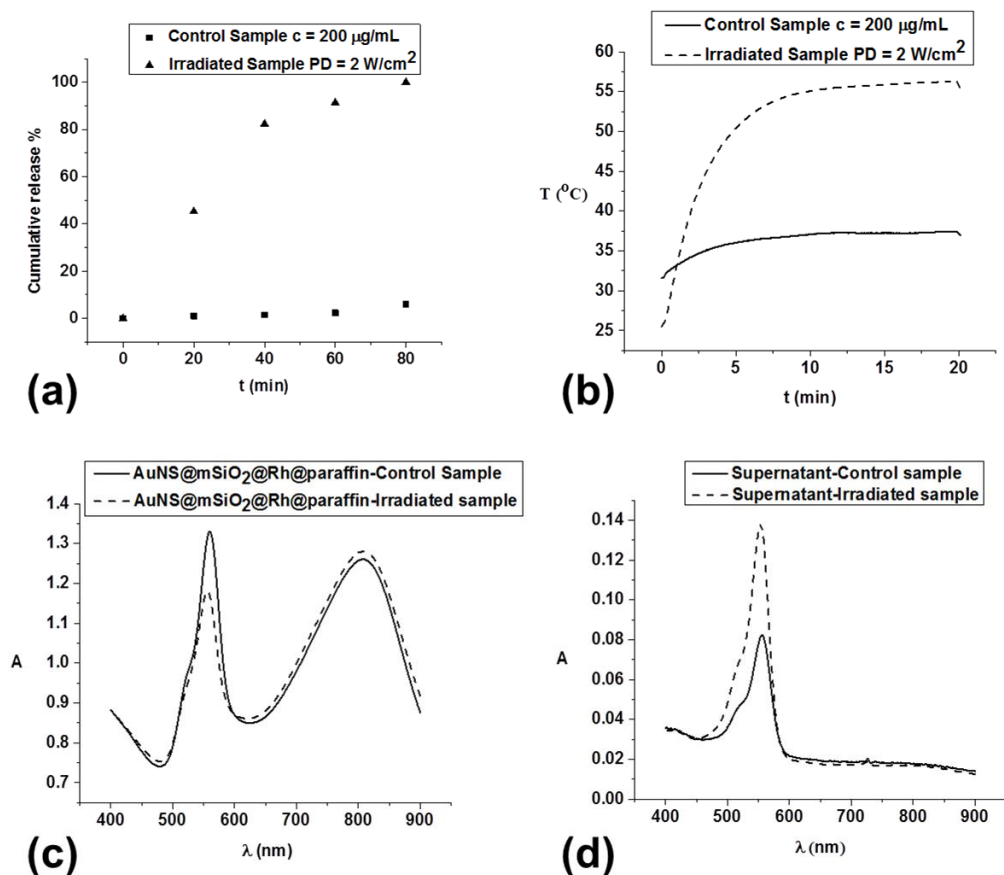 Control Sample c = 200 μg/mL
Irradiated Sample PD = 2 W/cm²
100
80
60
40
20
0
Cumulative release %
0 20 40 60 80
t (min)
(a)
Control Sample c = 200 μg/mL
Irradiated Sample PD = 2 W/cm²
60
55
50
45
40
35
30
25
T (°C)
0 5 10 15 20
t (min)
(b)
AuNS@mSiO₂@Rh@paraffin-Control Sample
AuNS@mSiO₂@Rh@paraffin-Irradiated sample
1.4
1.3
1.2
1.1
1.0
0.9
0.8
0.7
A
400 500 600 700 800 900
λ (nm)
(c)
Supernatant-Control sample
Supernatant-Irradiated sample
0.14
0.12
0.10
0.08
0.06
0.04
0.02
0.00
A
400 500 600 700 800 900
λ (nm)
(d)